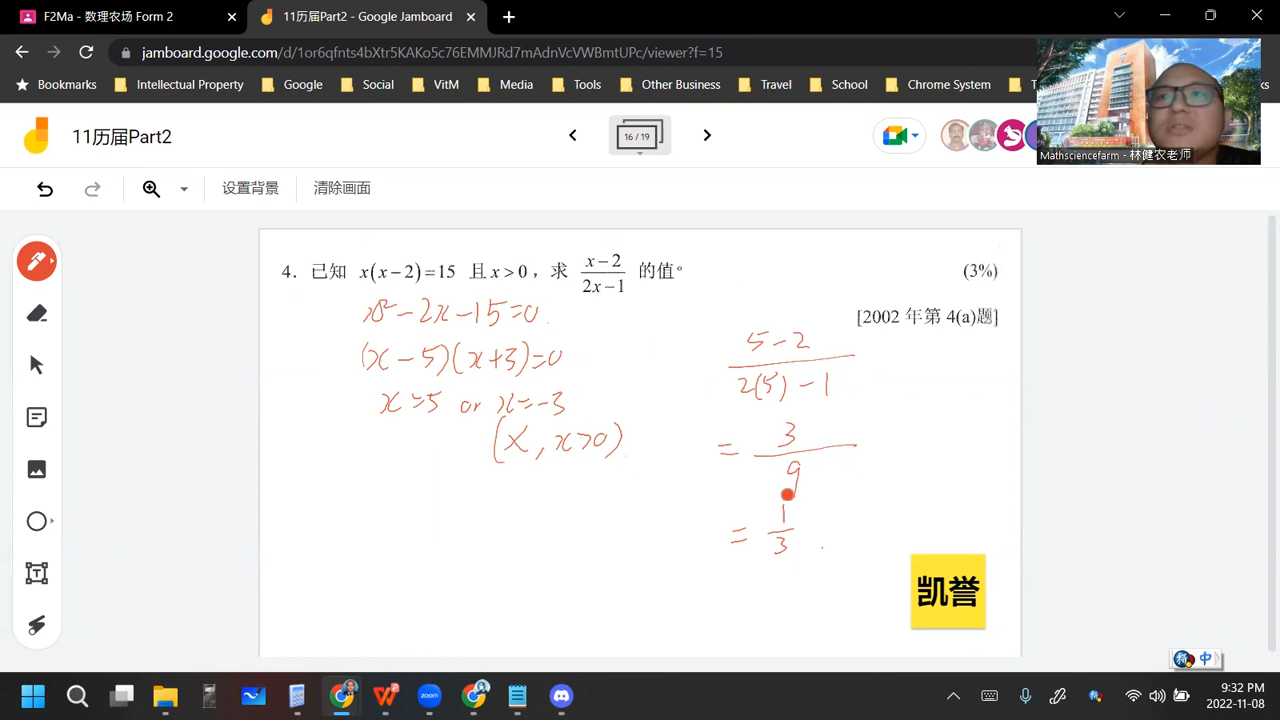 F2Ma - 数理农场 Form 2
11历届Part2 - Google Jamboard
jamboard.google.com/d/1or6qfnts4bXtr5KAKo5c76FMMJRd7mydnVcVWBmtUPc/viewer?f=15
Bookmarks
Intellectual Property
Google
Social
VitM
Media
Tools
Other Business
Travel
School
Chrome System
Mathsciencefarm - 林健农老师
11历届Part2
16 / 19
设置背景
清除画面
4. 已知 x(x-2)=15 且 x>0，求 (x-2)/(2x-1) 的值。 (3%)
[2002 年第 4(a)题]
x²-2x-15=0
(x-5)(x+3)=0
x=5 or x=-3
(X, x>0)
5-2
2(5)-1
= 3/9
= 1/3
凯誉
中
zoom
9:32 PM
2022-11-08